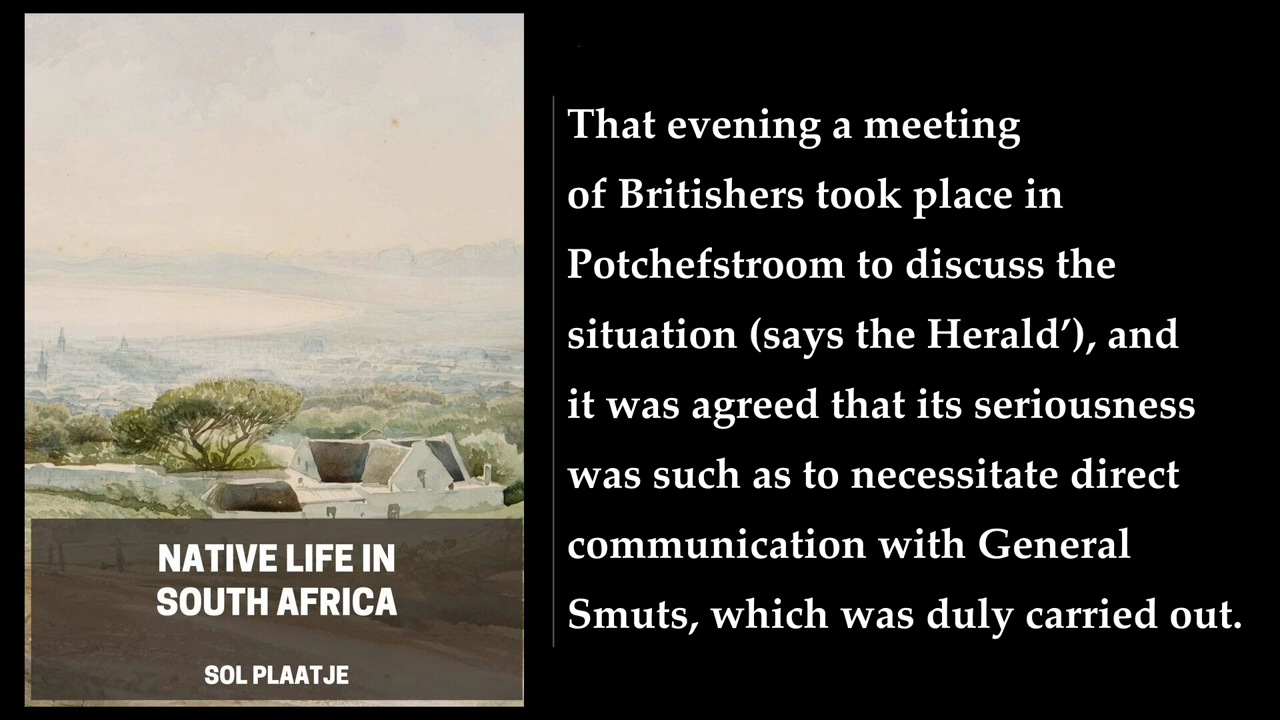 NATIVE LIFE IN
SOUTH AFRICA
SOL PLAATJE
That evening a meeting
of Britishers took place in
Potchefstroom to discuss the
situation (says the Herald’), and
it was agreed that its seriousness
was such as to necessitate direct
communication with General
Smuts, which was duly carried out.